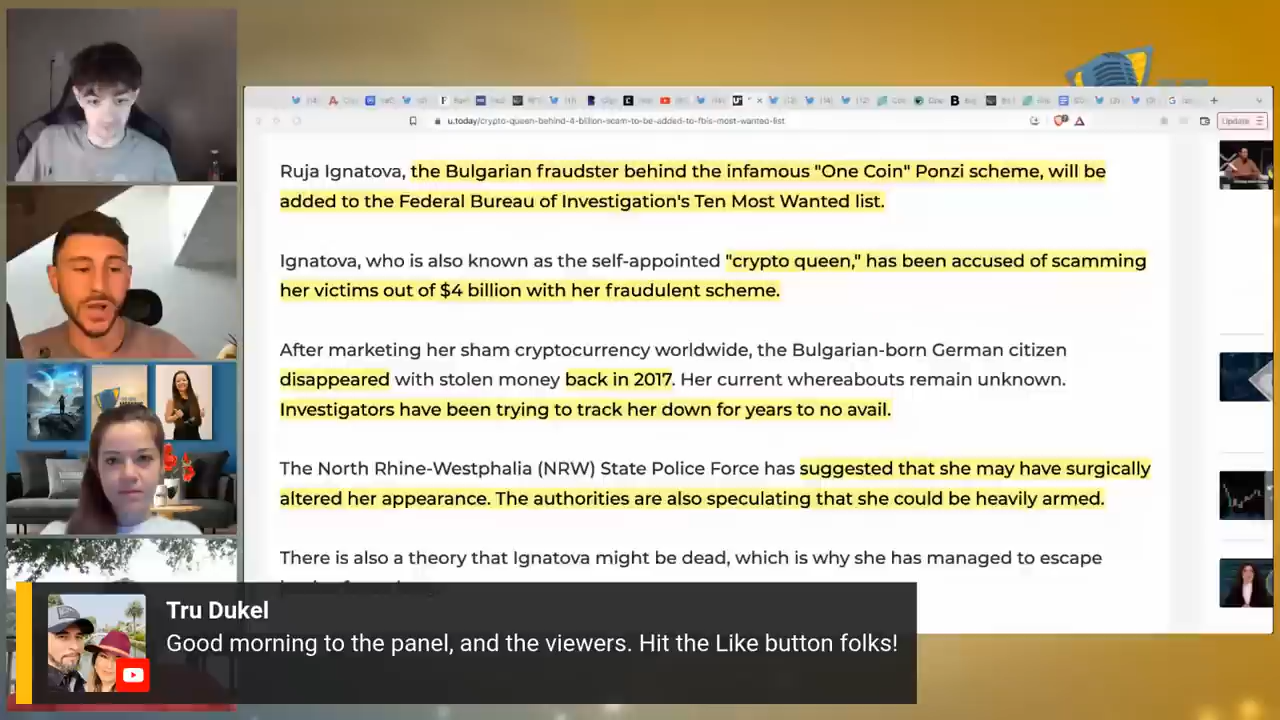 u.today/crypto-queen-behind-4-billion-scam-to-be-added-to-fbis-most-wanted-list
Update
Ruja Ignatova, the Bulgarian fraudster behind the infamous "One Coin" Ponzi scheme, will be
added to the Federal Bureau of Investigation's Ten Most Wanted list.
Ignatova, who is also known as the self-appointed "crypto queen," has been accused of scamming
her victims out of $4 billion with her fraudulent scheme.
After marketing her sham cryptocurrency worldwide, the Bulgarian-born German citizen
disappeared with stolen money back in 2017. Her current whereabouts remain unknown.
Investigators have been trying to track her down for years to no avail.
The North Rhine-Westphalia (NRW) State Police Force has suggested that she may have surgically
altered her appearance. The authorities are also speculating that she could be heavily armed.
There is also a theory that Ignatova might be dead, which is why she has managed to escape
Tru Dukel
Good morning to the panel, and the viewers. Hit the Like button folks!